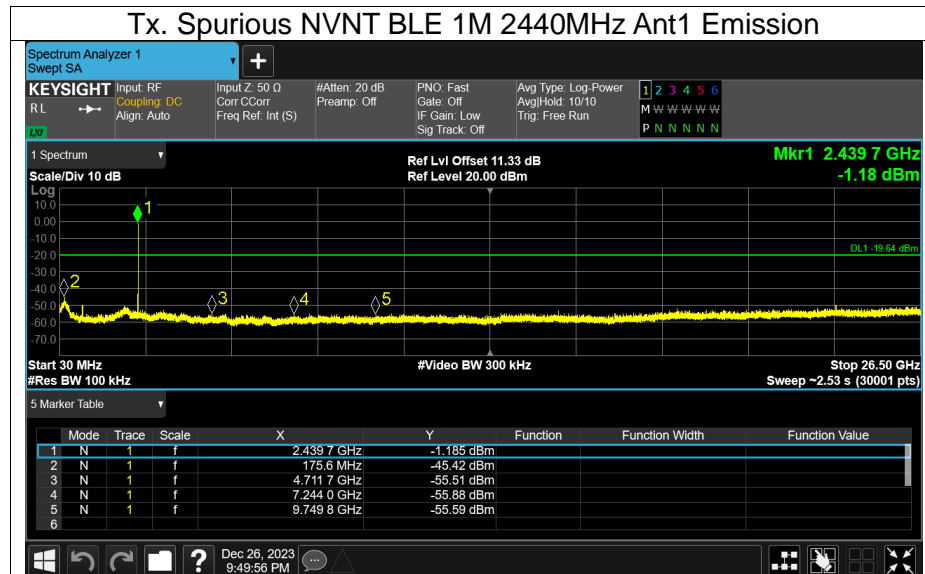 Tx. Spurious NVNT BLE 1M 2440MHz Ant1 Emission
Spectrum Analyzer 1
Swept SA
+
KEYSIGHT Input: RF Input Z: 50 Ω #Atten: 20 dB PNO: Fast Avg Type: Log-Power 1 2 3 4 5 6
R L Coupling: DC Corr CCorr Preamp: Off Gate: Off Avg|Hold: 10/10 M W W W W W
Align: Auto Freq Ref: Int (S) IF Gain: Low Trig: Free Run
LXI Sig Track: Off P N N N N N
1 Spectrum Ref Lvl Offset 11.33 dB Mkr1 2.439 7 GHz
Scale/Div 10 dB Ref Level 20.00 dBm -1.18 dBm
Log
10.0 1
0.00
-10.0
-20.0 DL1 -19.64 dBm
-30.0
-40.0 2
-50.0 3 4 5
-60.0
-70.0
Start 30 MHz #Video BW 300 kHz Stop 26.50 GHz
#Res BW 100 kHz Sweep ~2.53 s (30001 pts)
5 Marker Table
Mode Trace Scale X Y Function Function Width Function Value
1 N 1 f 2.439 7 GHz -1.185 dBm
2 N 1 f 175.6 MHz -45.42 dBm
3 N 1 f 4.711 7 GHz -55.51 dBm
4 N 1 f 7.244 0 GHz -55.88 dBm
5 N 1 f 9.749 8 GHz -55.59 dBm
6
? Dec 26, 2023
9:49:56 PM